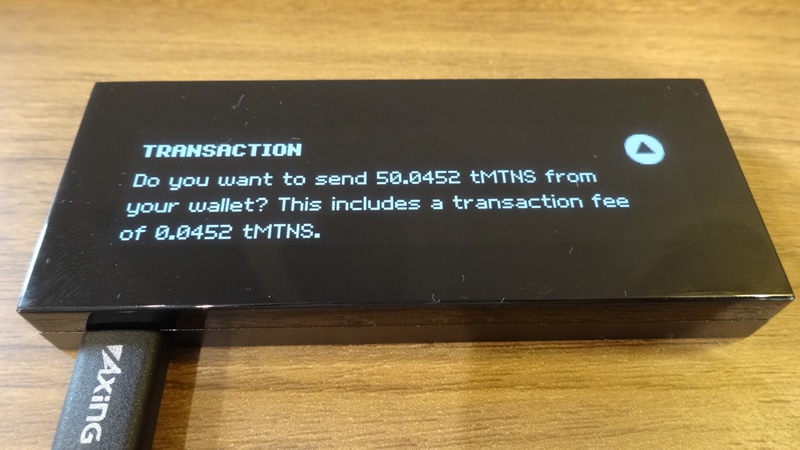 TRANSACTION
Do you want to send 50.0452 tMTNS from
your wallet? This includes a transaction fee
of 0.0452 tMTNS.
Axing